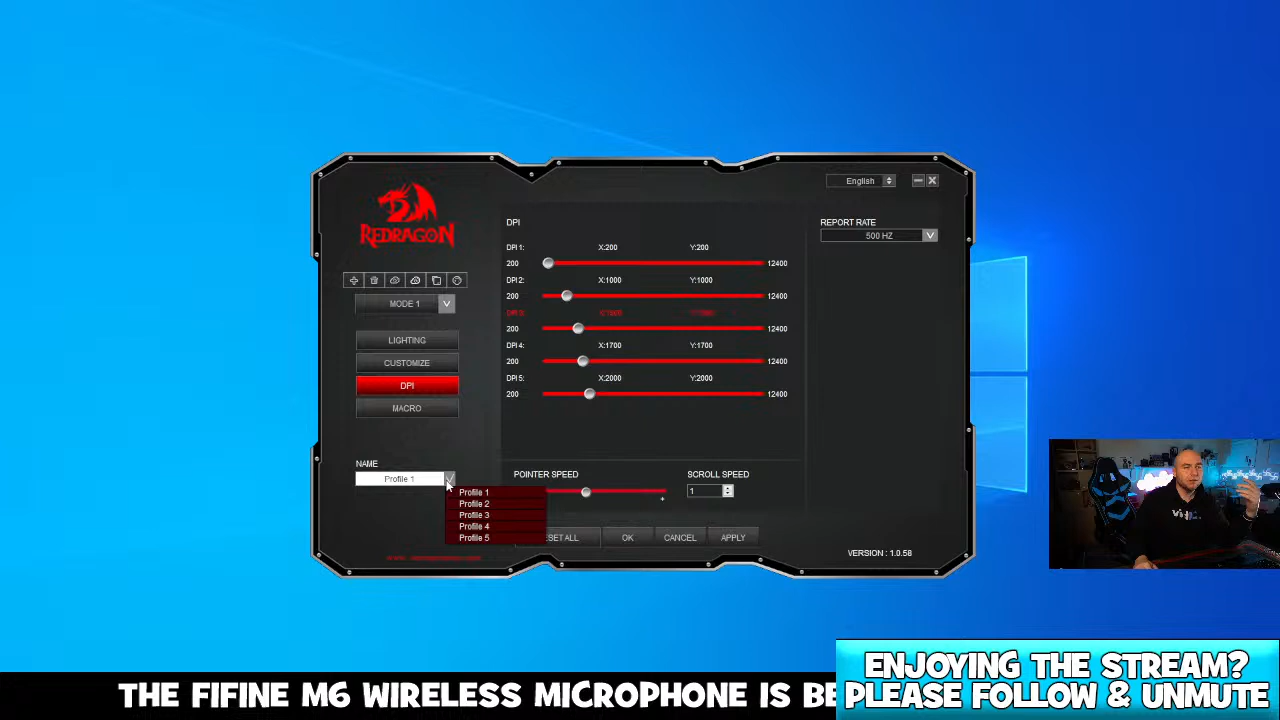 REDRAGON
English
DPI
REPORT RATE
500 HZ
DPI 1: X:200 Y:200
200 12400
DPI 2: X:1000 Y:1000
200 12400
200 12400
DPI 4: X:1700 Y:1700
200 12400
DPI 5: X:2000 Y:2000
200 12400
MODE 1
LIGHTING
CUSTOMIZE
DPI
MACRO
NAME
Profile 1
Profile 1
Profile 2
Profile 3
Profile 4
Profile 5
POINTER SPEED
SCROLL SPEED
1
OK CANCEL APPLY
VERSION : 1.0.58
ENJOYING THE STREAM?
PLEASE FOLLOW & UNMUTE
THE FIFINE M6 WIRELESS MICROPHONE IS BE